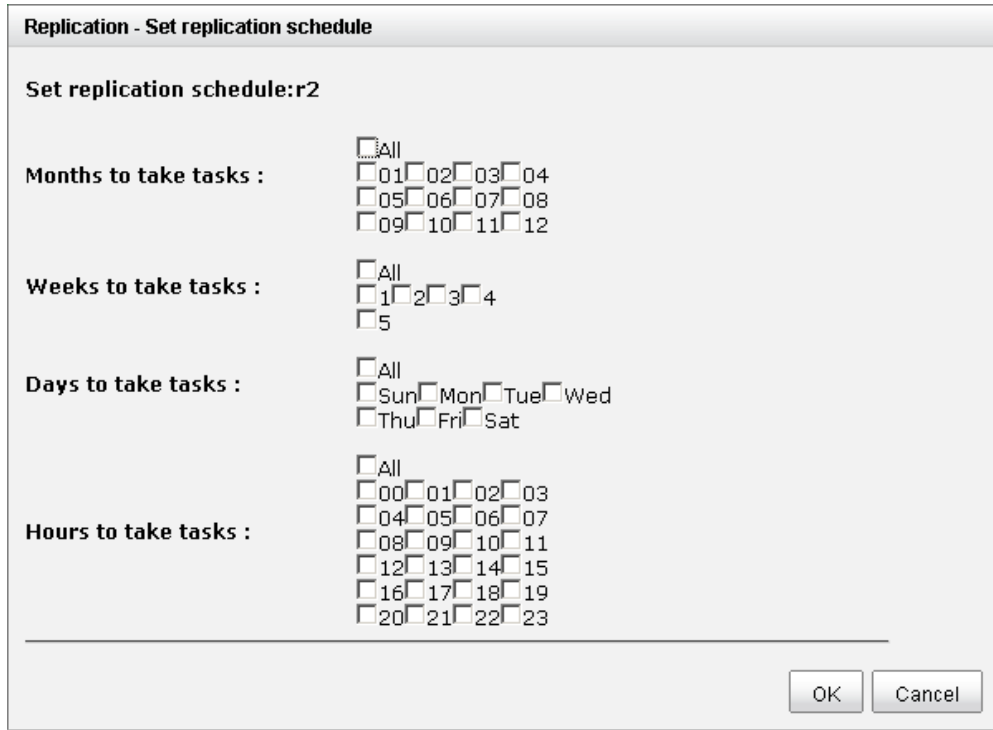 Replication - Set replication schedule
Set replication schedule:r2
Months to take tasks :
All
01 02 03 04
05 06 07 08
09 10 11 12
Weeks to take tasks :
All
1 2 3 4
5
Days to take tasks :
All
Sun Mon Tue Wed
Thu Fri Sat
Hours to take tasks :
All
00 01 02 03
04 05 06 07
08 09 10 11
12 13 14 15
16 17 18 19
20 21 22 23
OK Cancel